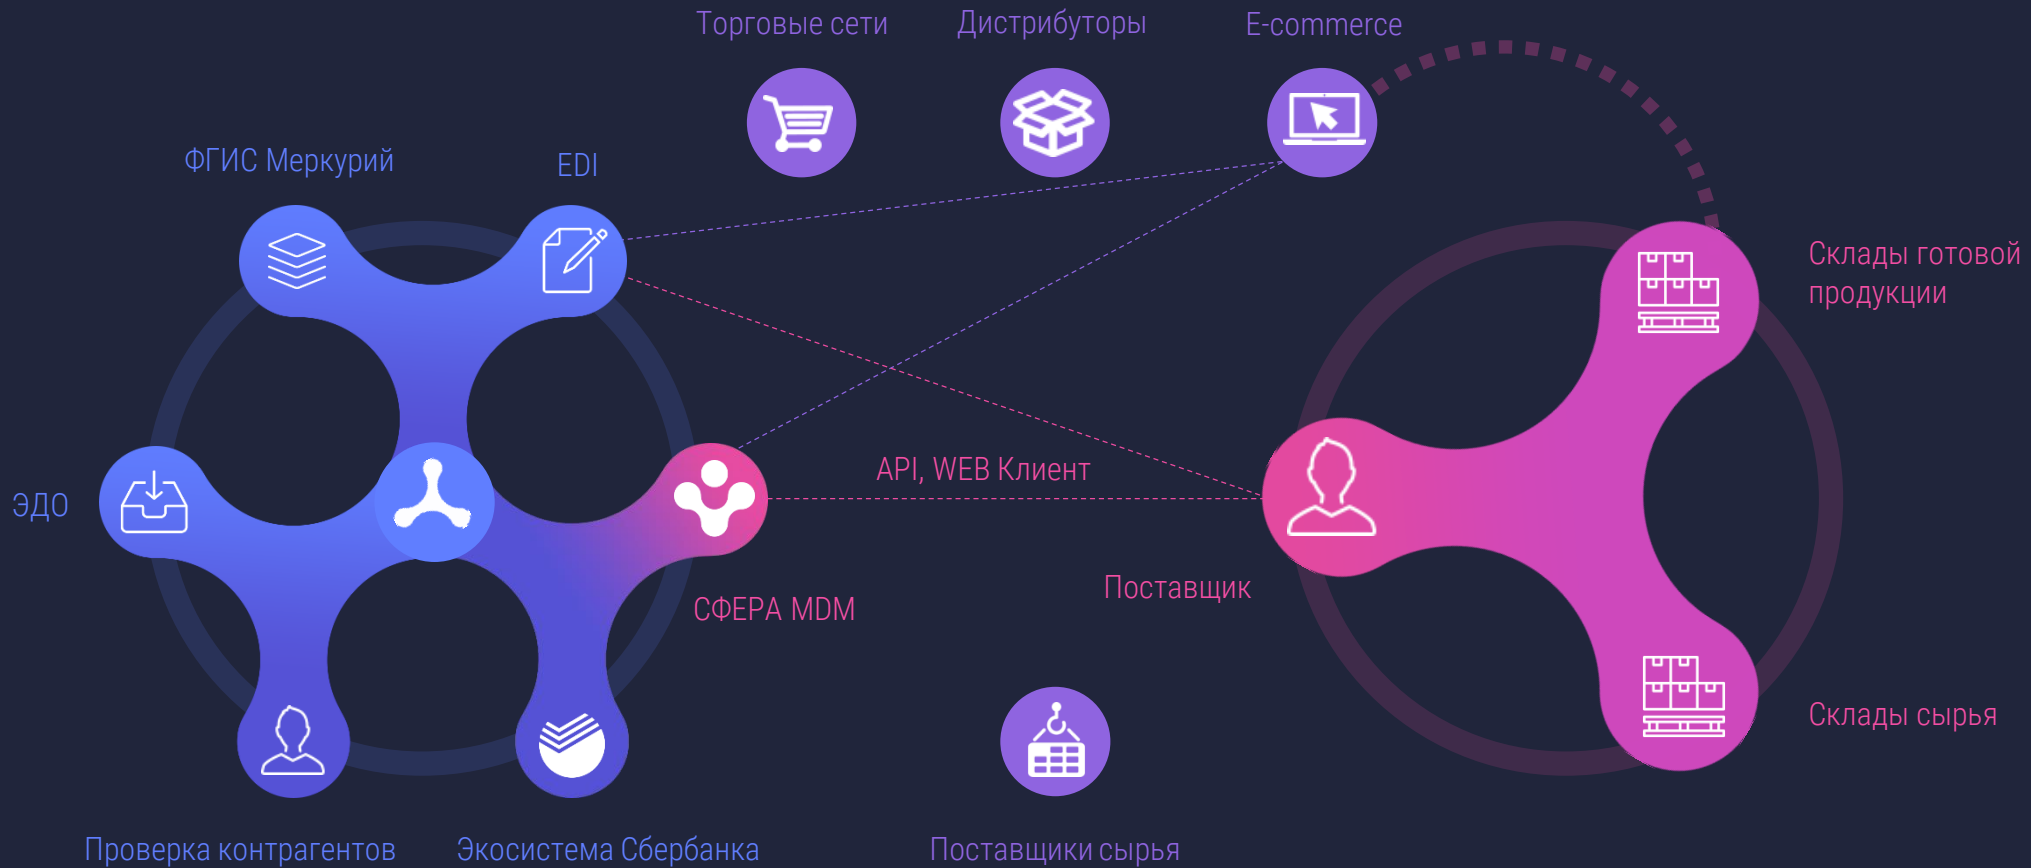 Торговые сети
Дистрибуторы
E-commerce
ФГИС Меркурий
EDI
Склады готовой
продукции
API, WEB Клиент
ЭДО
Поставщик
СФЕРА MDM
Склады сырья
Проверка контрагентов
Экосистема Сбербанка
Поставщики сырья